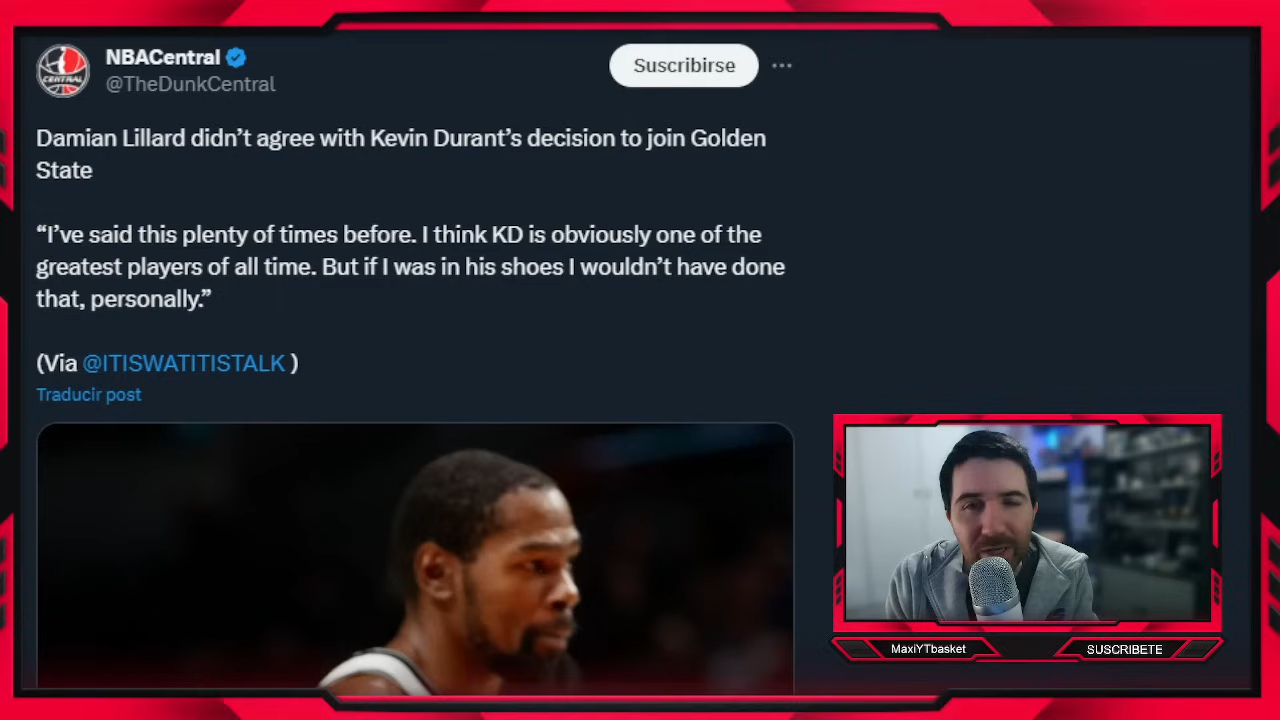 NBACentral
@TheDunkCentral
Suscribirse
Damian Lillard didn’t agree with Kevin Durant’s decision to join Golden
State
“I’ve said this plenty of times before. I think KD is obviously one of the
greatest players of all time. But if I was in his shoes I wouldn’t have done
that, personally.”
(Via @ITISWATITISTALK )
Traducir post
CENTRAL
MaxiYTbasket
SUSCRIBETE